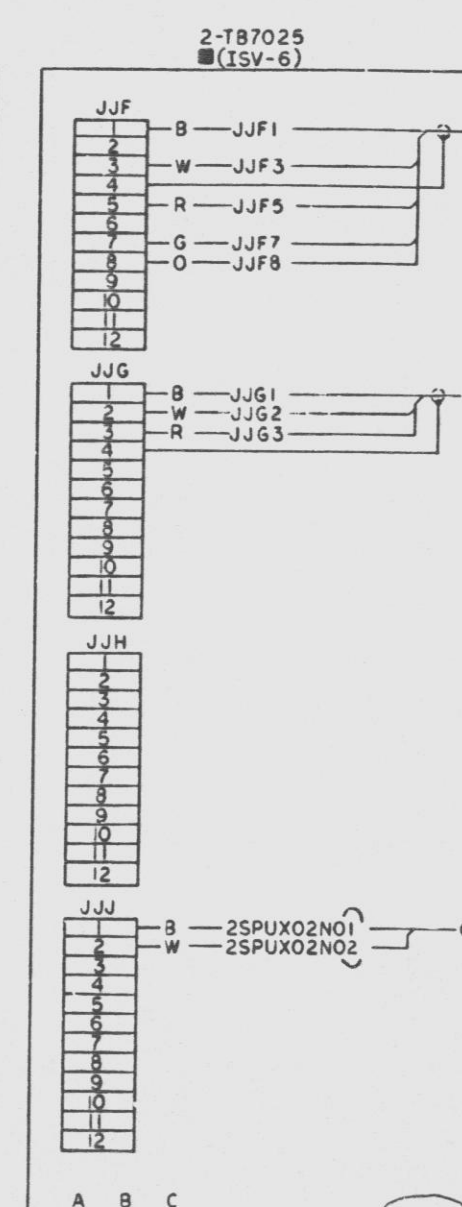 2-TB7025
■(ISV-6)
JJF
1 B JJF1
2
3 W JJF3
4
5 R JJF5
6
7 G JJF7
8 O JJF8
9
10
11
12
JJG
1 B JJG1
2 W JJG2
3 R JJG3
4
5
6
7
8
9
10
11
12
JJH
1
2
3
4
5
6
7
8
9
10
11
12
JJJ
1 B 2SPUX02N01
2 W 2SPUX02N02
3
4
5
6
7
8
9
10
11
12
A B C